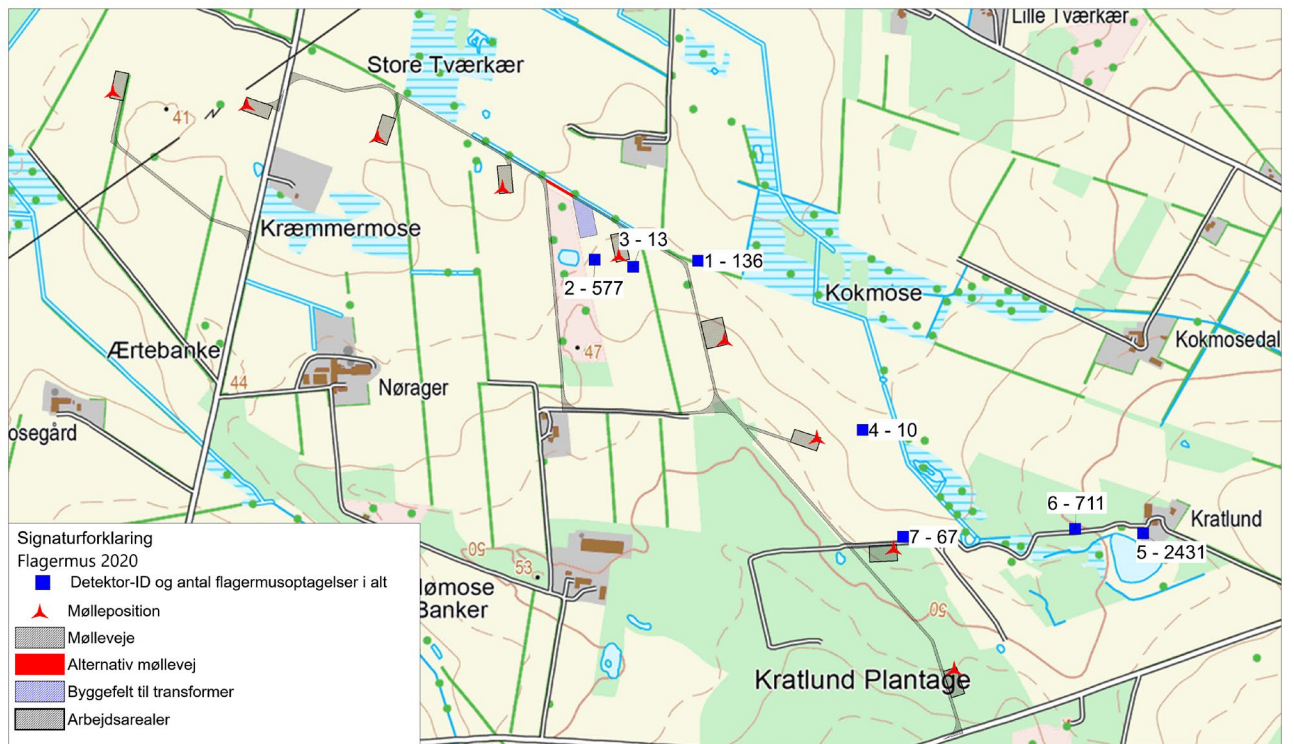 Lille Tværkær
Store Tværkær
41
Kræmmermose
3 - 13
1 - 136
2 - 577
Kokmose
47
Kokmosedal
Ærtebanke
44
Nørager
osegård
4 - 10
6 - 711
Kratlund
7 - 67
5 - 2431
50
53
ømose
Banker
50
Kratlund Plantage
Signaturforklaring
Flagermus 2020
Detektor-ID og antal flagermusoptagelser i alt
Mølleposition
Mølleveje
Alternativ møllevej
Byggefelt til transformer
Arbejdsarealer